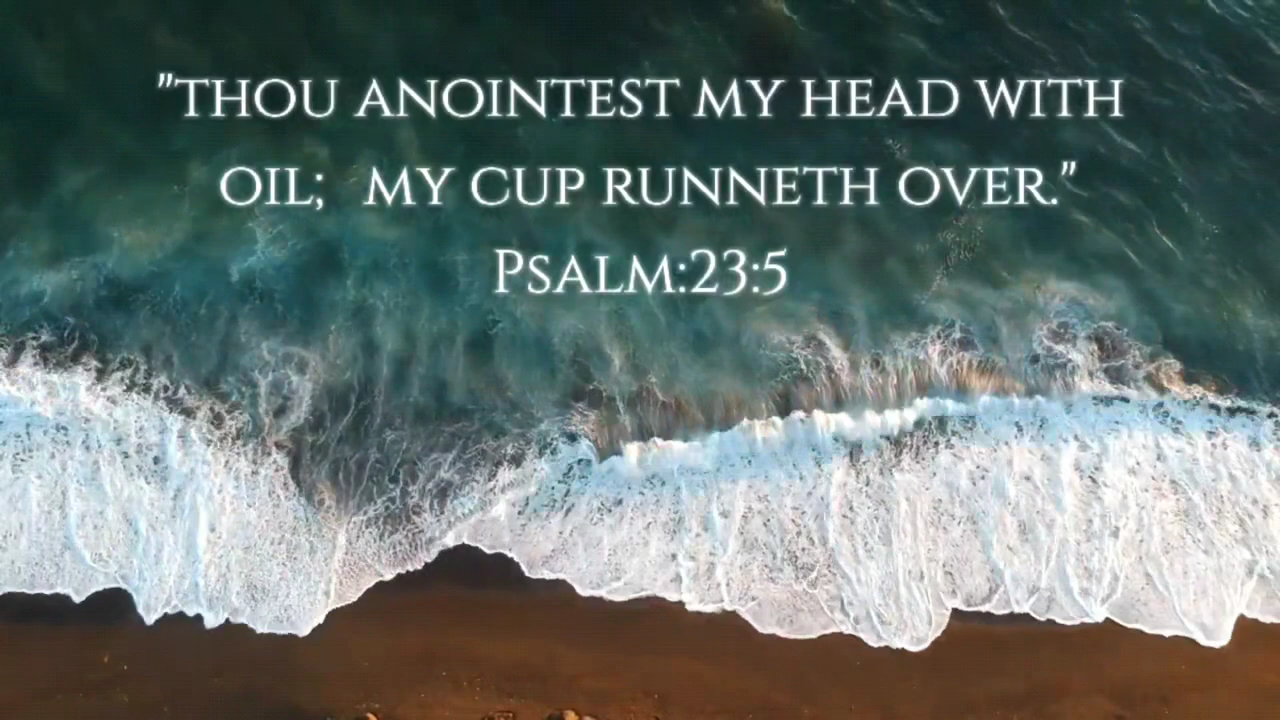 "THOU ANOINTEST MY HEAD WITH
OIL; MY CUP RUNNETH OVER."
PSALM:23:5